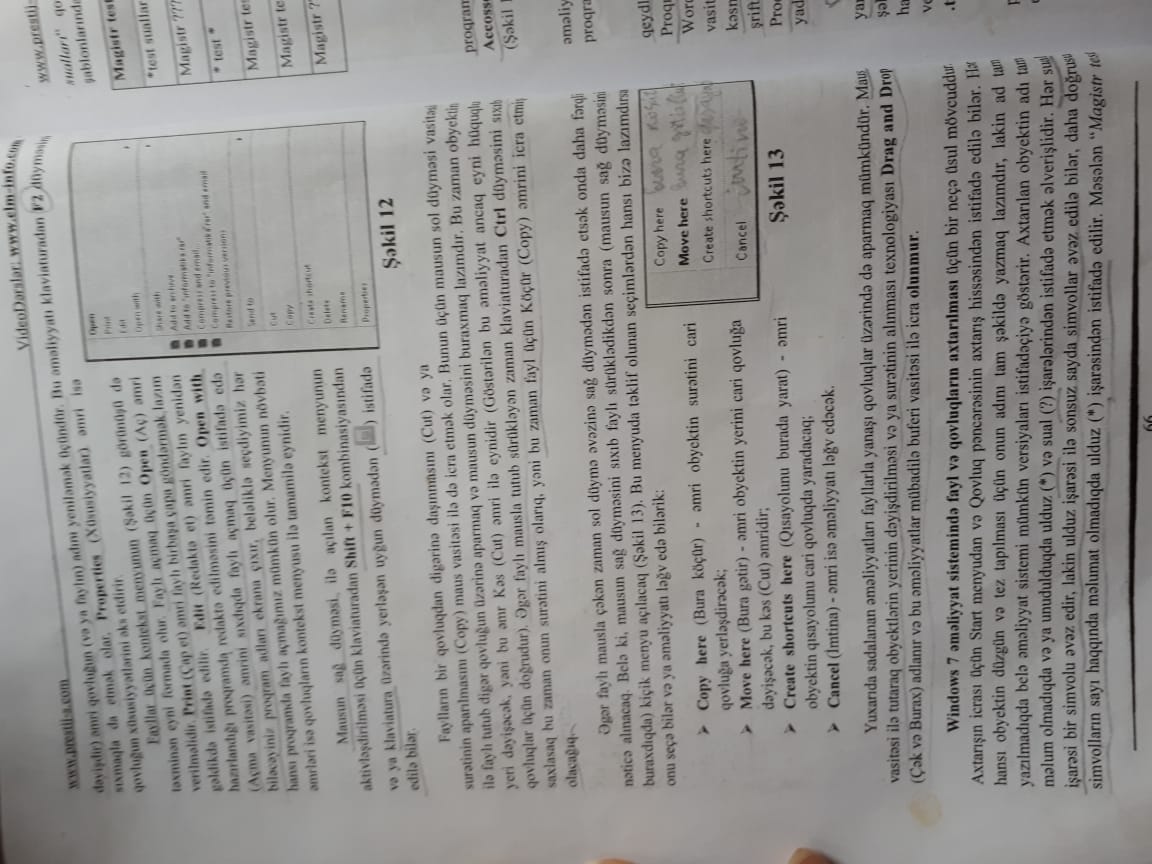 www.presti-a.com VideoDərslər. www.elm-info.com
dəyişdir) əmri qovluğun (və ya faylın) adını yeniləmək üçündür. Bu əməliyyatı klaviaturadan F2 düyməsini
sıxmaqla da etmək olar. Properties (Xüsusiyyətlər) əmri isə
qovluğun xüsusiyyətlərini əks etdirir.
Fayllar üçün kontekst menyunun (Şəkil 12) görünüşü də
təxminən eyni formada olur. Faylı açmaq üçün Open (Aç) əmri
verilməlidir. Print (Çap et) əmri faylı birbaşa çapa göndərmək lazım
gəldikdə istifadə edilir. Edit (Redaktə et) əmri faylın yenidən
hazırlandığı proqramda redaktə edilməsini təmin edir. Open with
(Açma vasitəsi) əmrini sıxdıqda faylı açmaq üçün istifadə edə
biləcəyiniz proqram adları ekrana çıxır, beləliklə seçdiyimiz hər
hansı proqramda faylı açmağımız mümkün olur. Menyumun növbəti
əmrləri isə qovluqların kontekst menyusu ilə tamamilə eynidir.
Mausun sağ düyməsi, ilə açılan kontekst menyunun
aktivləşdirilməsi üçün klaviaturadan Shift + F10 kombinasiyasından
və ya klaviatura üzərində yerləşən uyğun düymədən ( ) istifadə
edilə bilər.
Open
Print
Edit
Open with
Share with
Add to archive
Add to "informatika.rar"
Compress and email
Compress to "informatika.rar" and email
Restore previous versions
Send to
Cut
Copy
Create shortcut
Delete
Rename
Properties
Şəkil 12
Faylların bir qovluqdan digərinə daşınmasını (Cut) və ya
surətinin aparılmasını (Copy) maus vasitəsi ilə də icra etmək olar. Bunun üçün mausun sol düyməsi vasitəsi
ilə faylı tutub digər qovluğun üzərinə aparmaq və mausun düyməsini buraxmaq lazımdır. Bu zaman obyektin
yeri dəyişəcək, yəni bu əmr Kəs (Cut) əmri ilə eynidir (Göstərilən bu əməliyyat ancaq eyni hüquqlu
qovluqlar üçün doğrudur). Əgər faylı mausla tutub sürükləyən zaman klaviaturadan Ctrl düyməsini sıxıb
saxlasaq bu zaman onun surətini almış olarıq, yəni bu zaman fayl üçün Köçür (Copy) əmrini icra etmiş
olacağıq.
Əgər faylı mausla çəkən zaman sol düymə əvəzinə sağ düymədən istifadə etsək onda daha fərqli
nəticə alınacaq. Belə ki, mausun sağ düyməsini sıxıb faylı sürüklədikdən sonra (mausun sağ düyməsini
buraxdıqda) kiçik menyu açılacaq (Şəkil 13). Bu menyuda təklif olunan seçimlərdən hansı bizə lazımdırsa
onu seçə bilər və ya əməliyyatı ləğv edə bilərik:
➤ Copy here (Bura köçür) - əmri obyektin surətini cari
qovluğa yerləşdirəcək;
➤ Move here (Bura gətir) - əmri obyektin yerini cari qovluğa
dəyişəcək, bu kəs (Cut) əmridir;
➤ Create shortcuts here (Qısayolunu burada yarat) - əmri
obyektin qısayolunu cari qovluqda yaradacaq;
➤ Cancel (İmtina) - əmri isə əməliyyatı ləğv edəcək.
Copy here bura köçür
Move here bura gətir
Create shortcuts here
Cancel imtina
Şəkil 13
Yuxarıda sadalanan əməliyyatları fayllarla yanaşı qovluqlar üzərində də aparmaq mümkündür. Maus
vasitəsi ilə tutaraq obyektlərin yerinin dəyişdirilməsi və ya surətinin alınması texnologiyası Drag and Drop
(Çək və Burax) adlanır və bu əməliyyatlar mübadilə buferi vasitəsi ilə icra olunmur.
Windows 7 əməliyyat sistemində fayl və qovluqların axtarılması üçün bir neçə üsul mövcuddur.
Axtarışın icrası üçün Start menyudan və Qovluq pəncərəsinin axtarış hissəsindən istifadə edilə bilər. Hər
hansı obyektin düzgün və tez tapılması üçün onun adını tam şəkildə yazmaq lazımdır, lakin ad tam
yazılmadıqda belə əməliyyat sistemi mümkün versiyaları istifadəçiyə göstərir. Axtarılan obyektin adı tam
məlum olmadıqda və ya unudulduqda ulduz (*) və sual (?) işarələrindən istifadə etmək əlverişlidir. Hər sual
işarəsi bir simvolu əvəz edir, lakin ulduz işarəsi ilə sonsuz sayda simvollar əvəz edilə bilər, daha doğrusu
simvolların sayı haqqında məlumat olmadıqda ulduz (*) işarəsindən istifadə edilir. Məsələn "Magistr test
66
www.presti-
suallar" qo
şablonlarında
Magistr test
*test sualları
Magistr ???
* test *
Magistr te
Magistr te
Magistr ?
proqram
Accoss
(Şəkil 1
əməliy
proqra
qeydi
Proq
Word
vasit
kəsm
şrift
Pro
yad